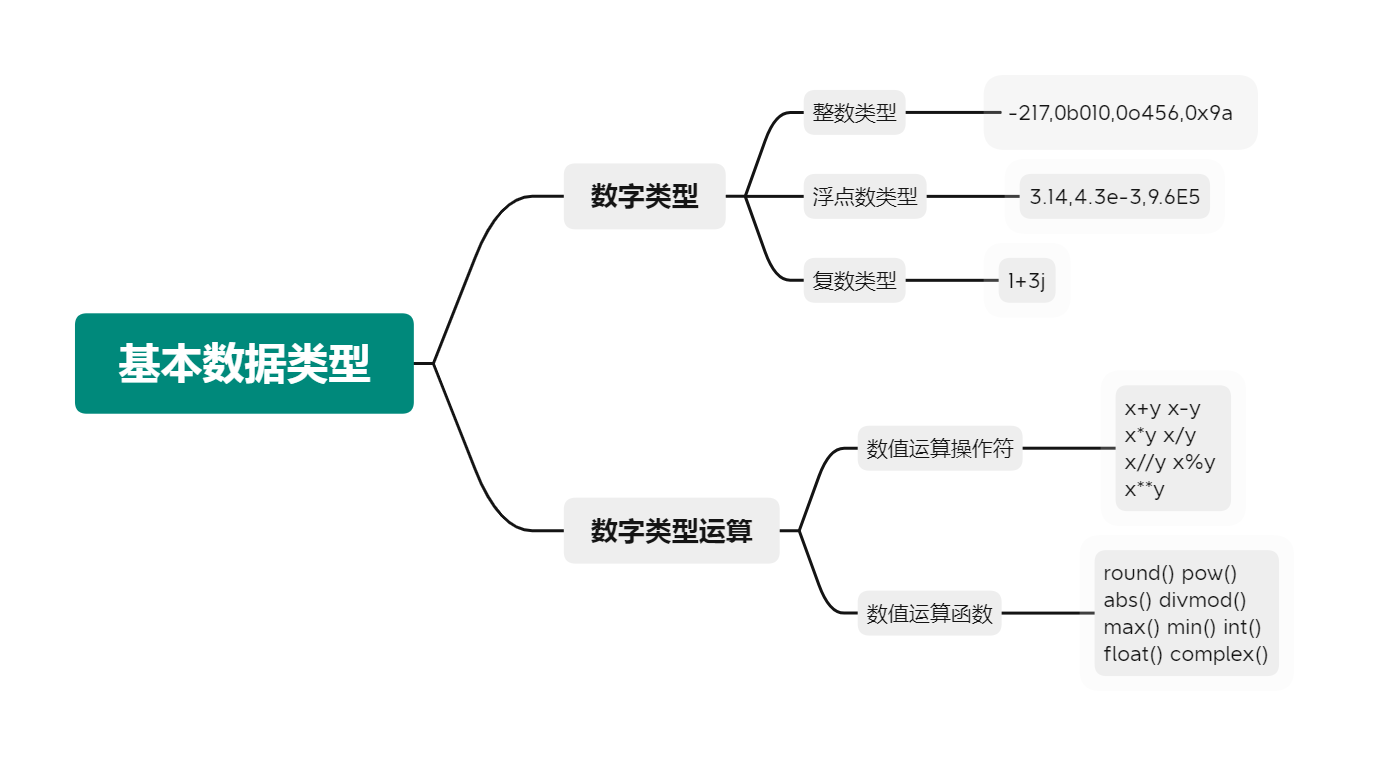 基本数据类型
数字类型
整数类型
-217,0b010,0o456,0x9a
浮点数类型
3.14,4.3e-3,9.6E5
复数类型
1+3j
数字类型运算
数值运算操作符
x+y x-y
x*y x/y
x//y x%y
x**y
数值运算函数
round() pow()
abs() divmod()
max() min() int()
float() complex()